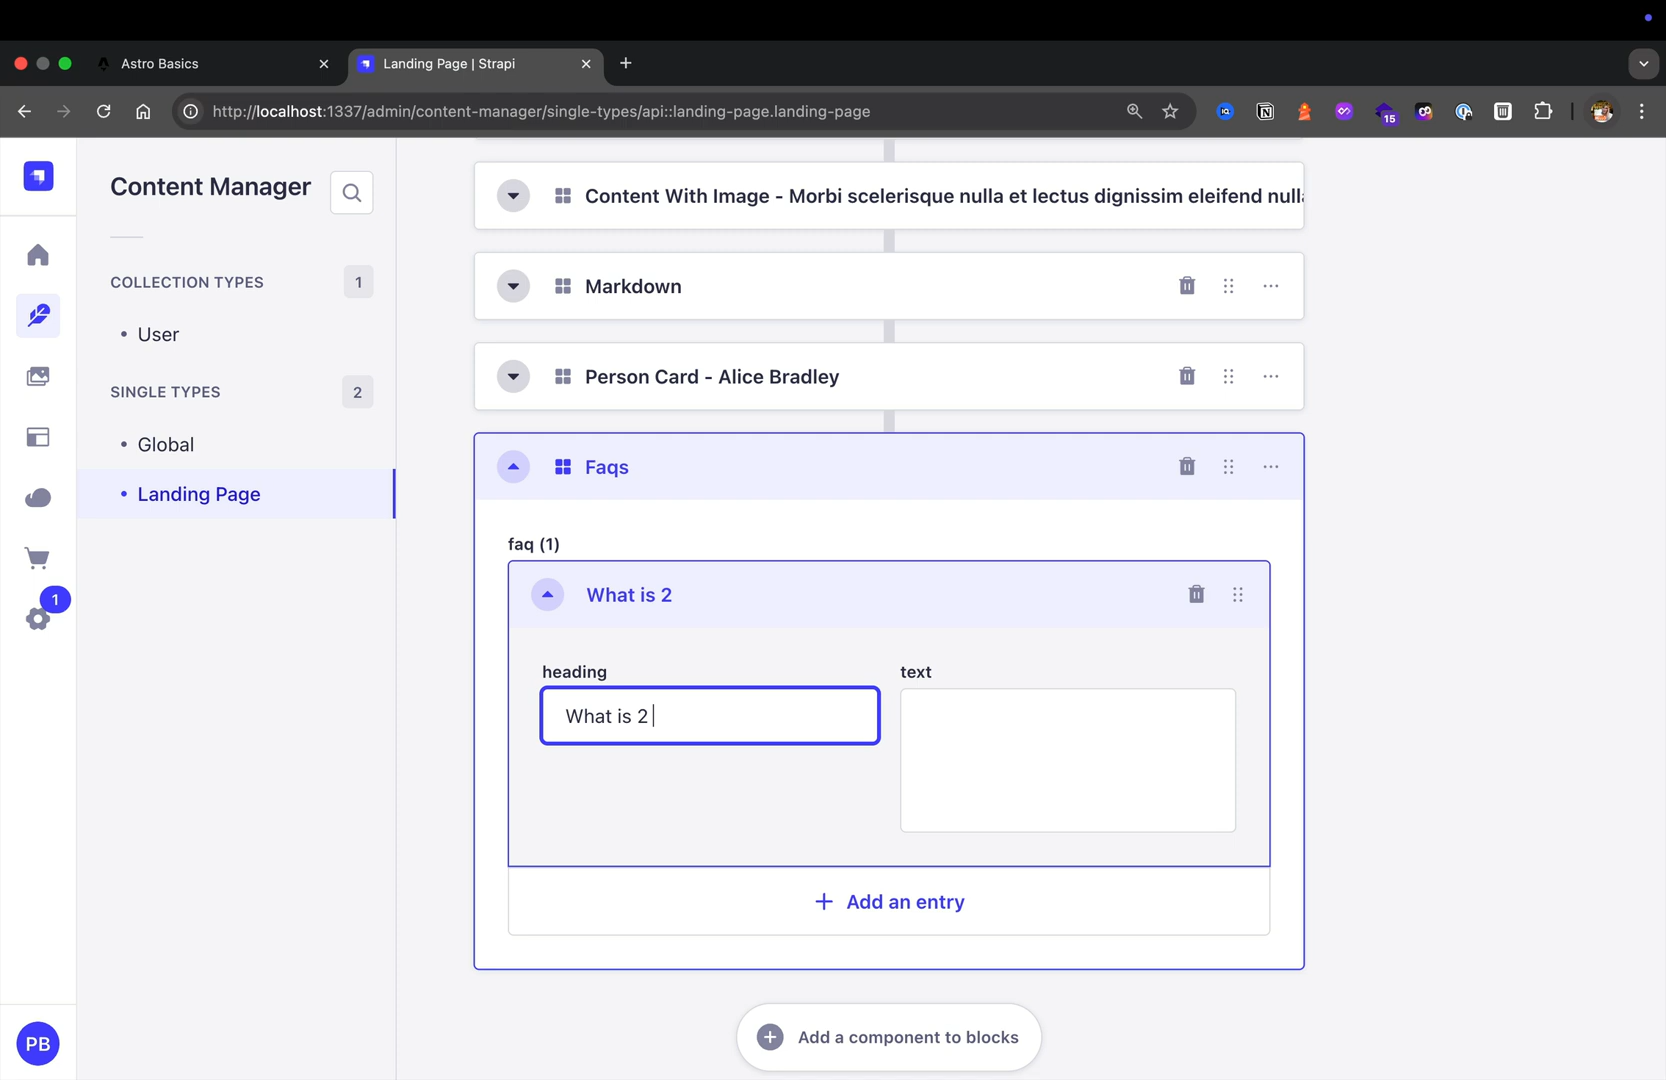 Astro Basics
Landing Page | Strapi
http://localhost:1337/admin/content-manager/single-types/api::landing-page.landing-page
15
Content Manager
COLLECTION TYPES 1
User
SINGLE TYPES 2
Global
Landing Page
1
PB
Content With Image - Morbi scelerisque nulla et lectus dignissim eleifend null
Markdown
Person Card - Alice Bradley
Faqs
faq (1)
What is 2
heading
What is 2
text
Add an entry
Add a component to blocks